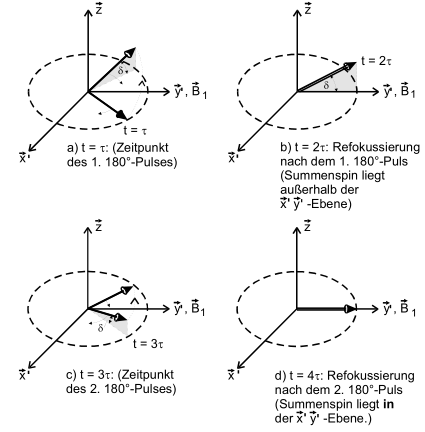 z⃗
δ
y⃗', B⃗₁
t = τ
x⃗'
a) t = τ: (Zeitpunkt
des 1. 180°-Pulses)
z⃗
t = 2τ
δ
y⃗', B⃗₁
x⃗'
b) t = 2τ: Refokussierung
nach dem 1. 180°-Puls
(Summenspin liegt
außerhalb der
x⃗' y⃗' -Ebene)
z⃗
y⃗', B⃗₁
δ
t = 3τ
x⃗'
c) t = 3τ: (Zeitpunkt
des 2. 180°-Pulses)
z⃗
y⃗', B⃗₁
x⃗'
d) t = 4τ: Refokussierung
nach dem 2. 180°-Puls
(Summenspin liegt in
der x⃗' y⃗' -Ebene.)